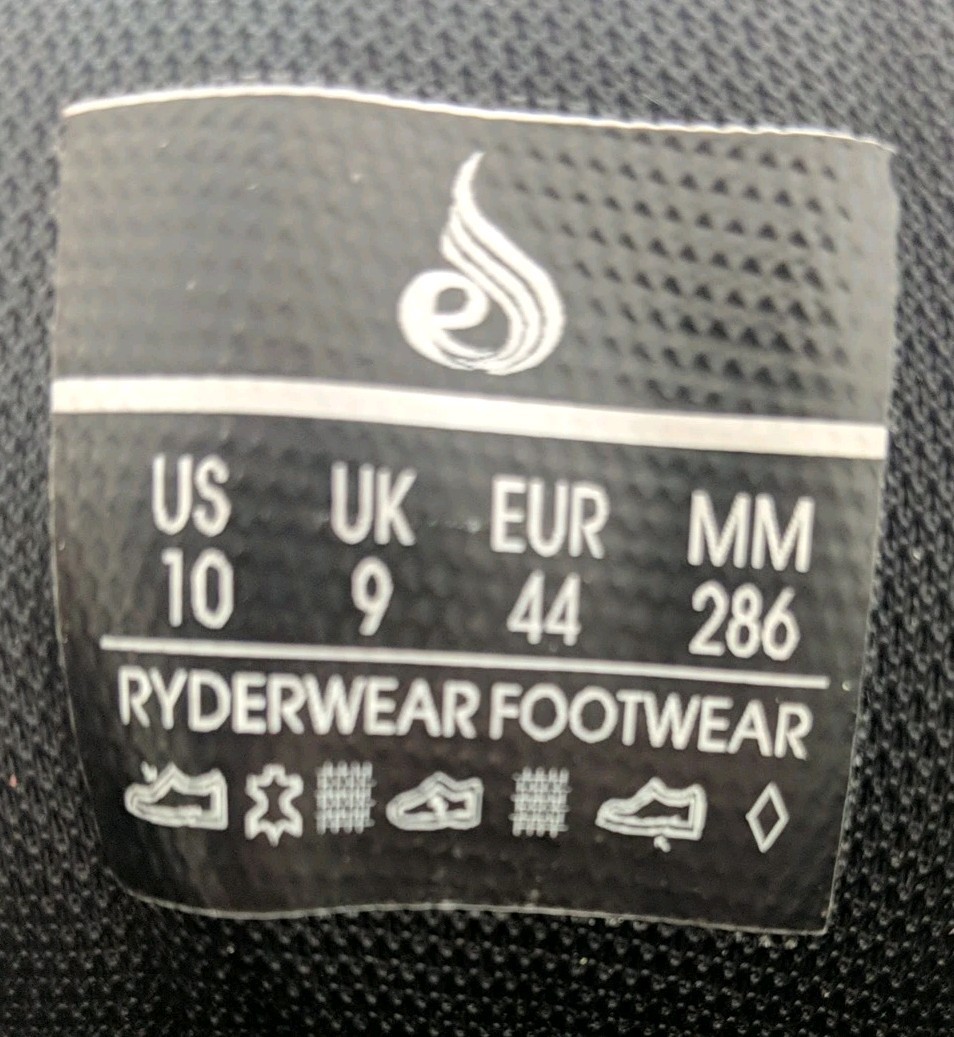 US UK EUR MM
10 9 44 286
RYDERWEAR FOOTWEAR